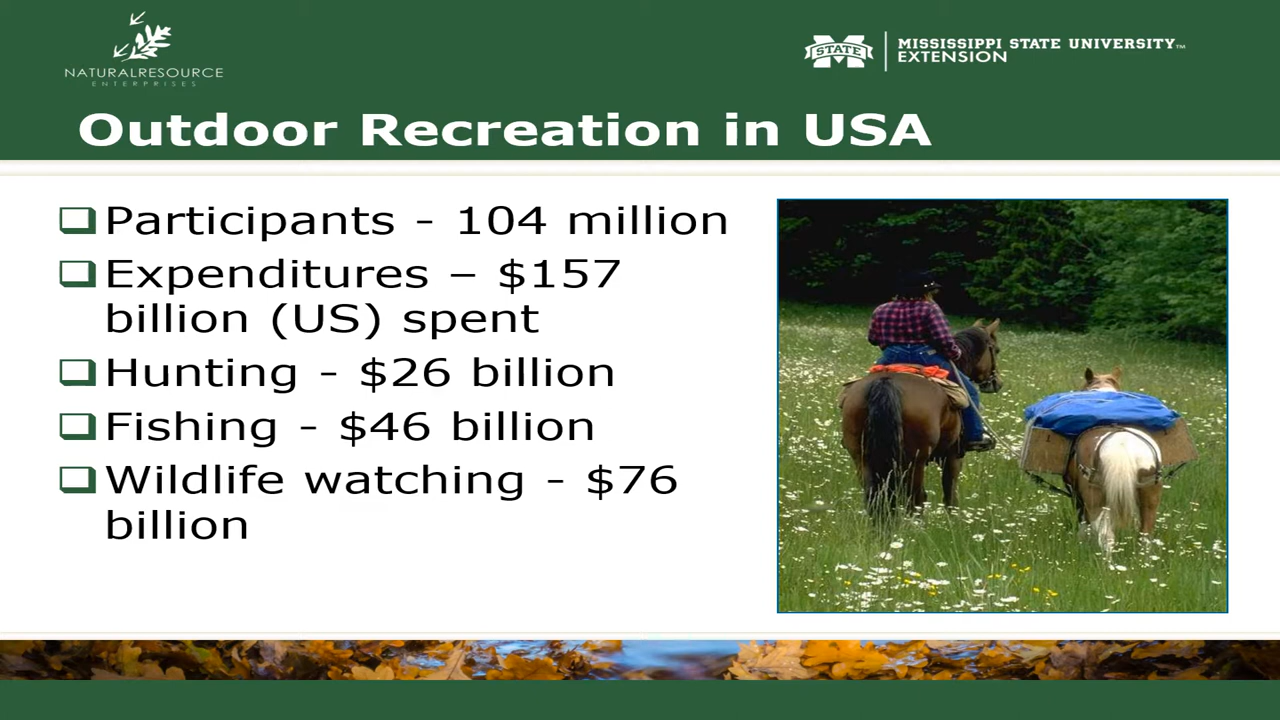 NATURALRESOURCE
ENTERPRISES
STATE
MISSISSIPPI STATE UNIVERSITY™
EXTENSION
Outdoor Recreation in USA
Participants - 104 million
Expenditures – $157
billion (US) spent
Hunting - $26 billion
Fishing - $46 billion
Wildlife watching - $76
billion